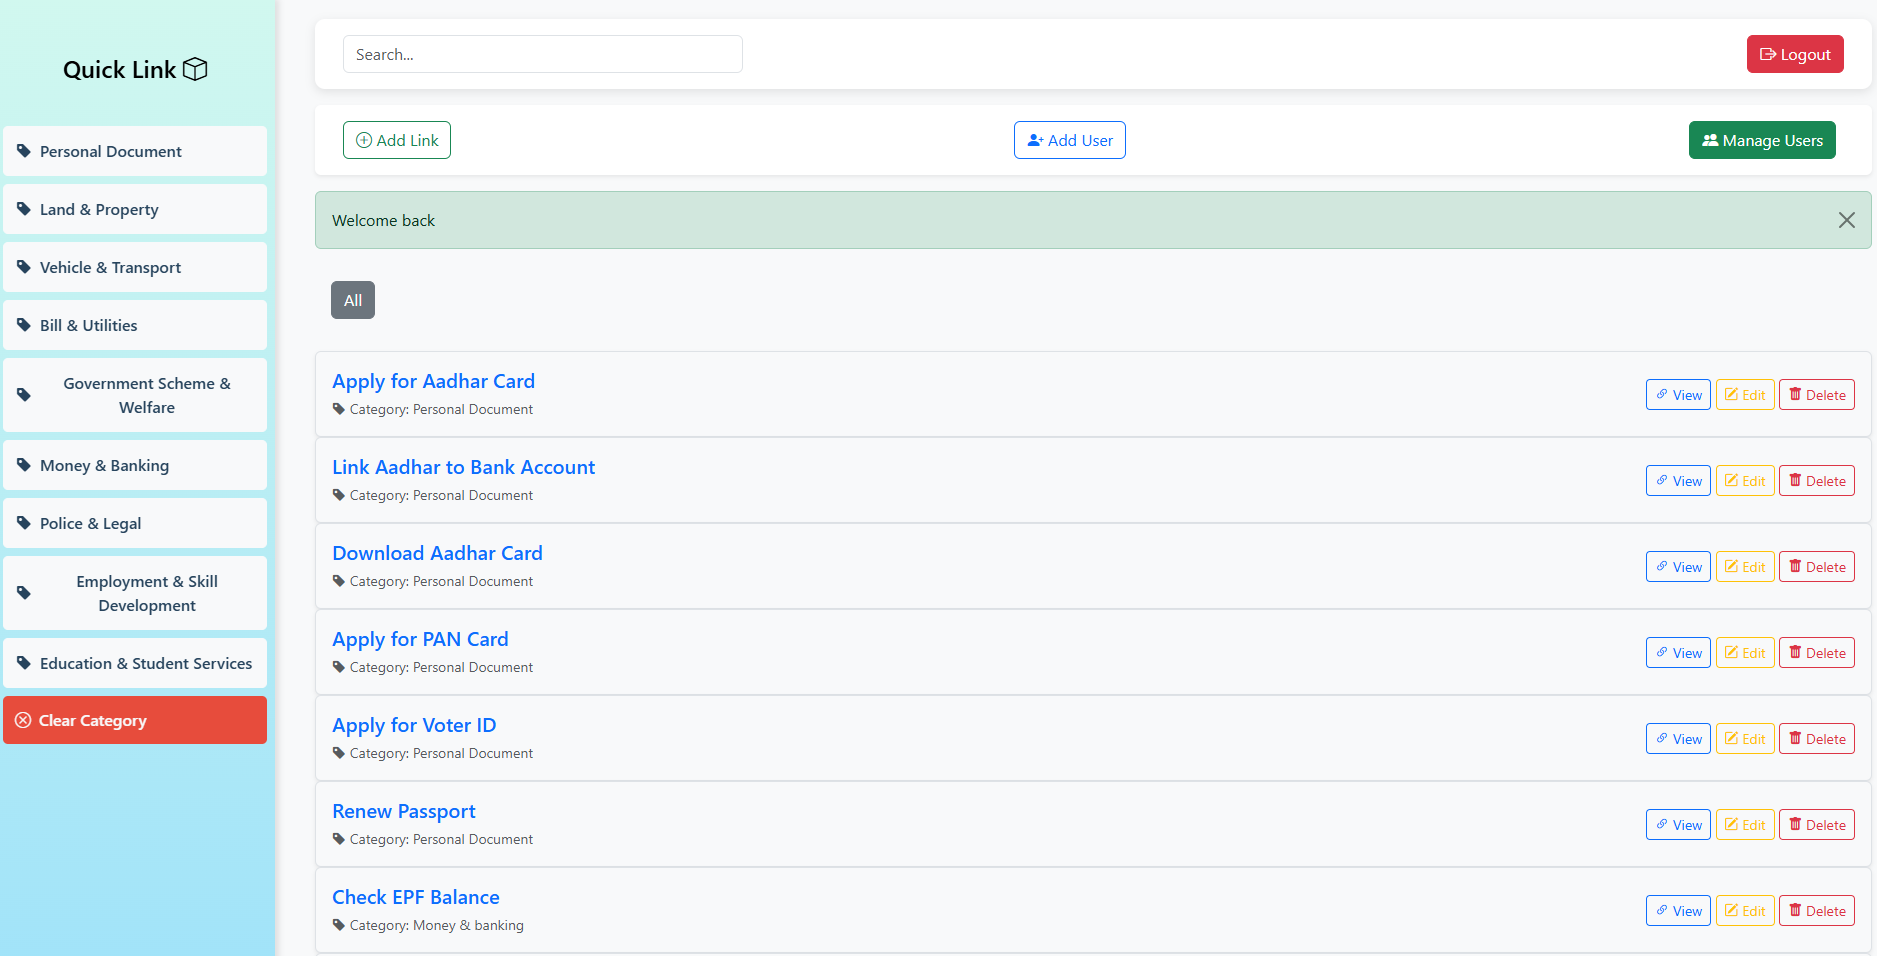 Quick Link
Personal Document
Land & Property
Vehicle & Transport
Bill & Utilities
Government Scheme &
Welfare
Money & Banking
Police & Legal
Employment & Skill
Development
Education & Student Services
Clear Category
Search...
Logout
Add Link
Add User
Manage Users
Welcome back
All
Apply for Aadhar Card
Category: Personal Document
View Edit Delete
Link Aadhar to Bank Account
Category: Personal Document
View Edit Delete
Download Aadhar Card
Category: Personal Document
View Edit Delete
Apply for PAN Card
Category: Personal Document
View Edit Delete
Apply for Voter ID
Category: Personal Document
View Edit Delete
Renew Passport
Category: Personal Document
View Edit Delete
Check EPF Balance
Category: Money & banking
View Edit Delete